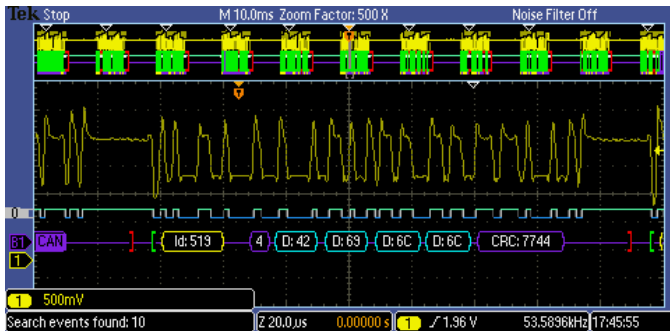 Tek Stop M 10.0ms Zoom Factor: 500 X Noise Filter Off
T
T
D
B1 CAN Id: 519 4 D: 42 D: 69 D: 6C D: 6C CRC: 7744
1
1 500mV
Search events found: 10 Z 20.0µs 0.00000 s 1 1.96 V 53.5896kHz 17:45:55